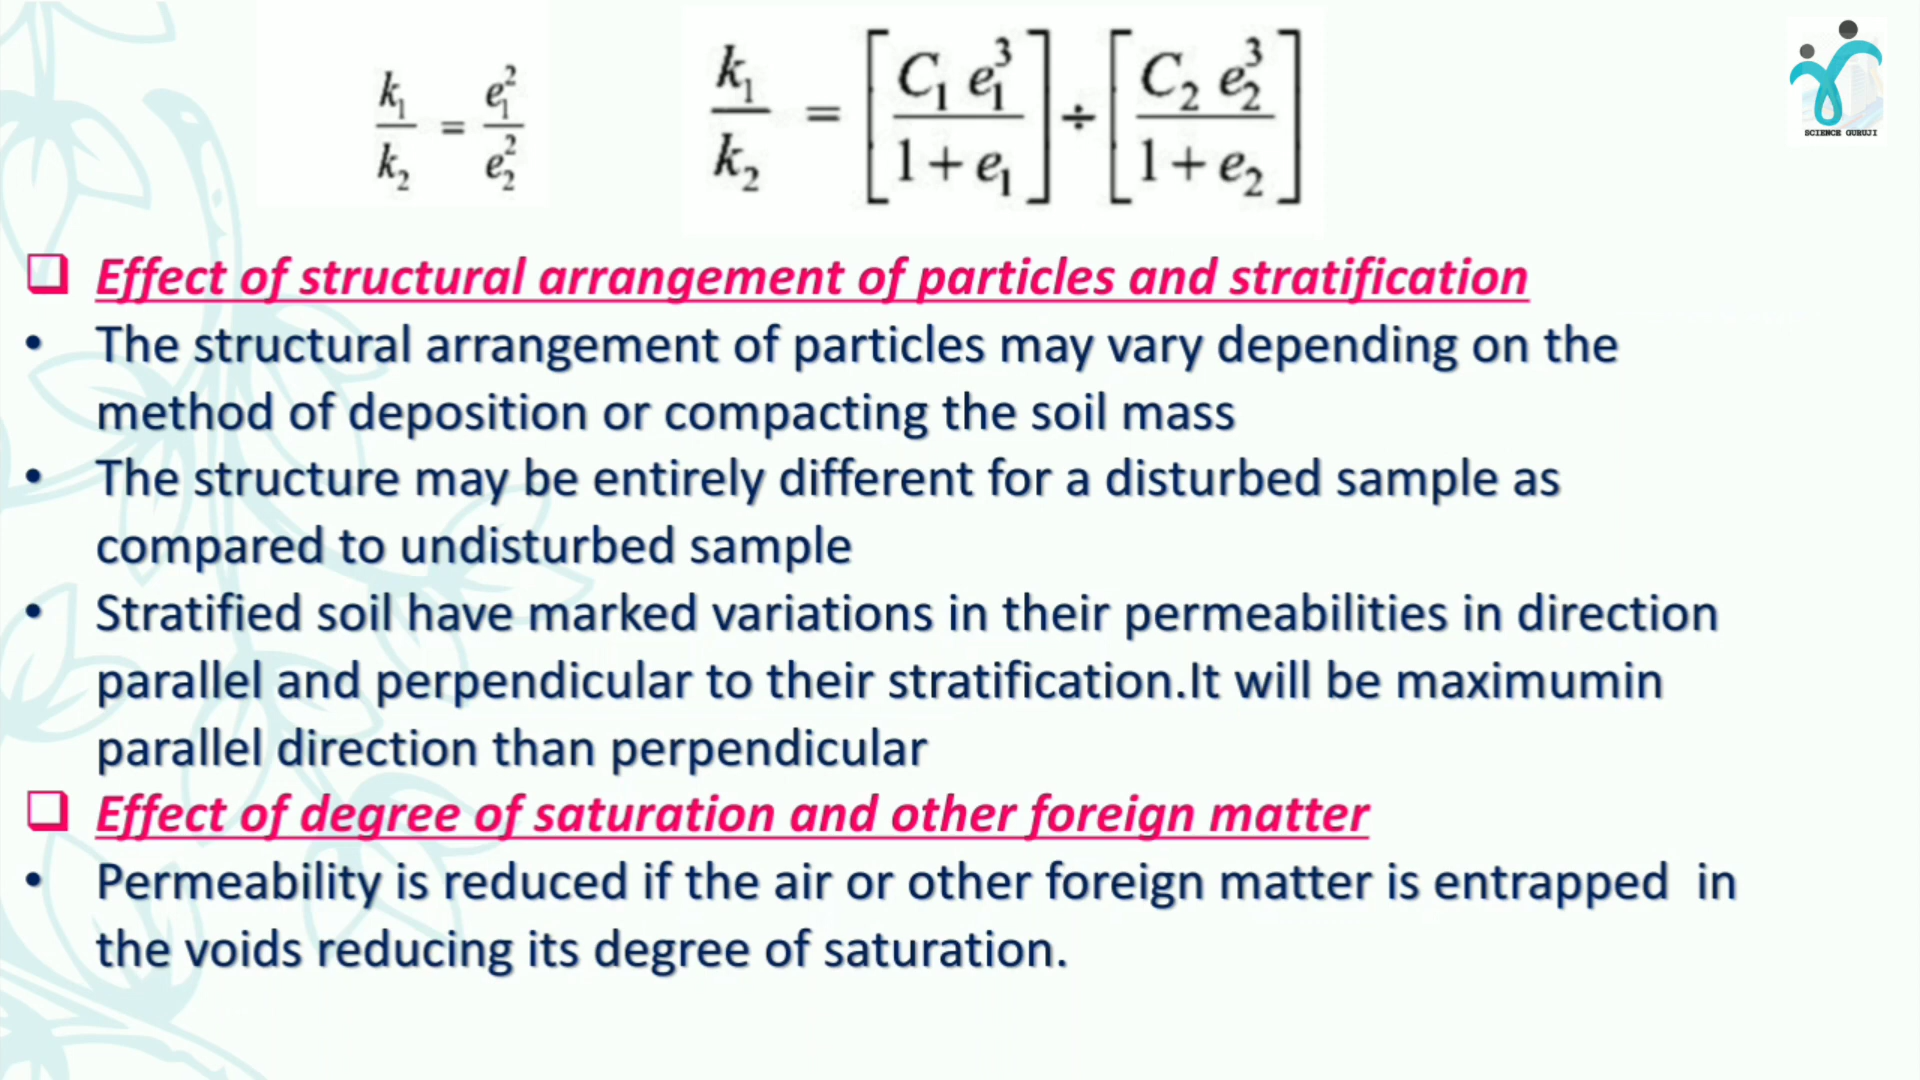 k₁/k₂ = e₁²/e₂²
k₁/k₂ = [C₁ e₁³/1+e₁] ÷ [C₂ e₂³/1+e₂]
SCIENCE GURUJI
❑ Effect of structural arrangement of particles and stratification
• The structural arrangement of particles may vary depending on the
method of deposition or compacting the soil mass
• The structure may be entirely different for a disturbed sample as
compared to undisturbed sample
• Stratified soil have marked variations in their permeabilities in direction
parallel and perpendicular to their stratification.It will be maximumin
parallel direction than perpendicular
❑ Effect of degree of saturation and other foreign matter
• Permeability is reduced if the air or other foreign matter is entrapped in
the voids reducing its degree of saturation.